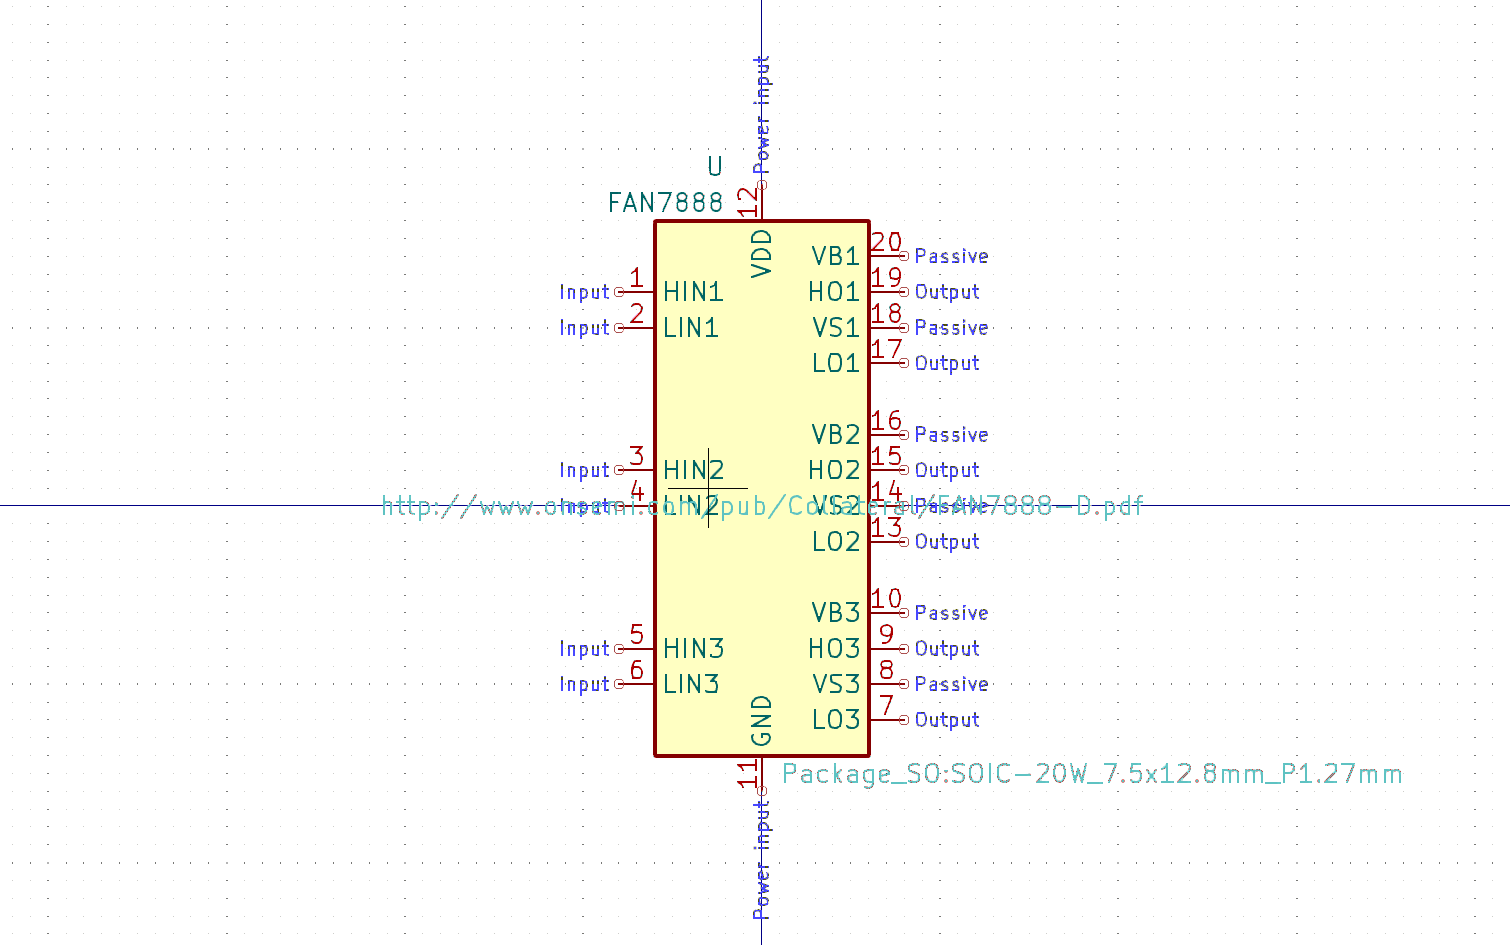 Power input
U
FAN7888
12
VDD
VB1 20 Passive
Input 1 HIN1
HO1 19 Output
Input 2 LIN1
VS1 18 Passive
LO1 17 Output
VB2 16 Passive
Input 3 HIN2
HO2 15 Output
Input 4 LIN2
VS2 14 Passive
http://www.onsemi.com/pub/Collateral/FAN7888-D.pdf
LO2 13 Output
VB3 10 Passive
Input 5 HIN3
HO3 9 Output
Input 6 LIN3
VS3 8 Passive
LO3 7 Output
GND
11
Package_SO:SOIC-20W_7.5x12.8mm_P1.27mm
Power input